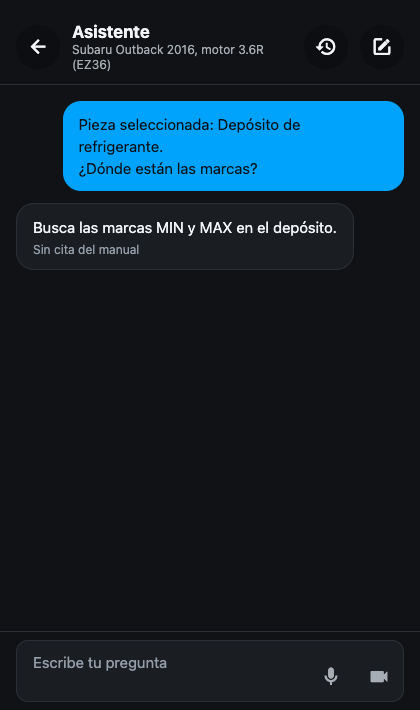 Asistente
Subaru Outback 2016, motor 3.6R
(EZ36)
Pieza seleccionada: Depósito de
refrigerante.
¿Dónde están las marcas?
Busca las marcas MIN y MAX en el depósito.
Sin cita del manual
Escribe tu pregunta